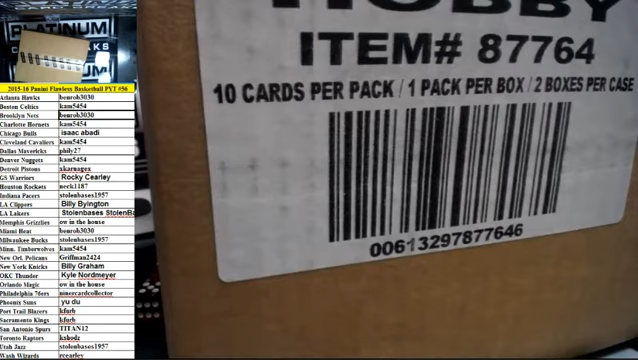 PLATINUM
2015-16 Panini Flawless Basketball PYT #56
Atlanta Hawks benrob3030
Boston Celtics kam5454
Brooklyn Nets benrob3030
Charlotte Hornets kam5454
Chicago Bulls isaac abadi
Cleveland Cavaliers kam5454
Dallas Mavericks phily27
Denver Nuggets kam5454
Detroit Pistons xkarnagex
GS Warriors Rocky Cearley
Houston Rockets neck1187
Indiana Pacers stolenbases1957
LA Clippers Billy Byington
LA Lakers Stolenbases StolenBa
Memphis Grizzlies ow in the house
Miami Heat benrob3030
Milwaukee Bucks stolenbases1957
Minn. Timberwolves kam5454
New Orl. Pelicans Griffman2424
New York Knicks Billy Graham
OKC Thunder Kyle Nordmeyer
Orlando Magic ow in the house
Philadelphia 76ers ninercardcollector
Phoenix Suns yu du
Port Trail Blazers kfurb
Sacramento Kings kfurb
San Antonio Spurs TITAN12
Toronto Raptors kshodz
Utah Jazz stolenbases1957
Wash Wizards rcearley
HOBBY
ITEM# 87764
10 CARDS PER PACK / 1 PACK PER BOX / 2 BOXES PER CASE
00613297877646